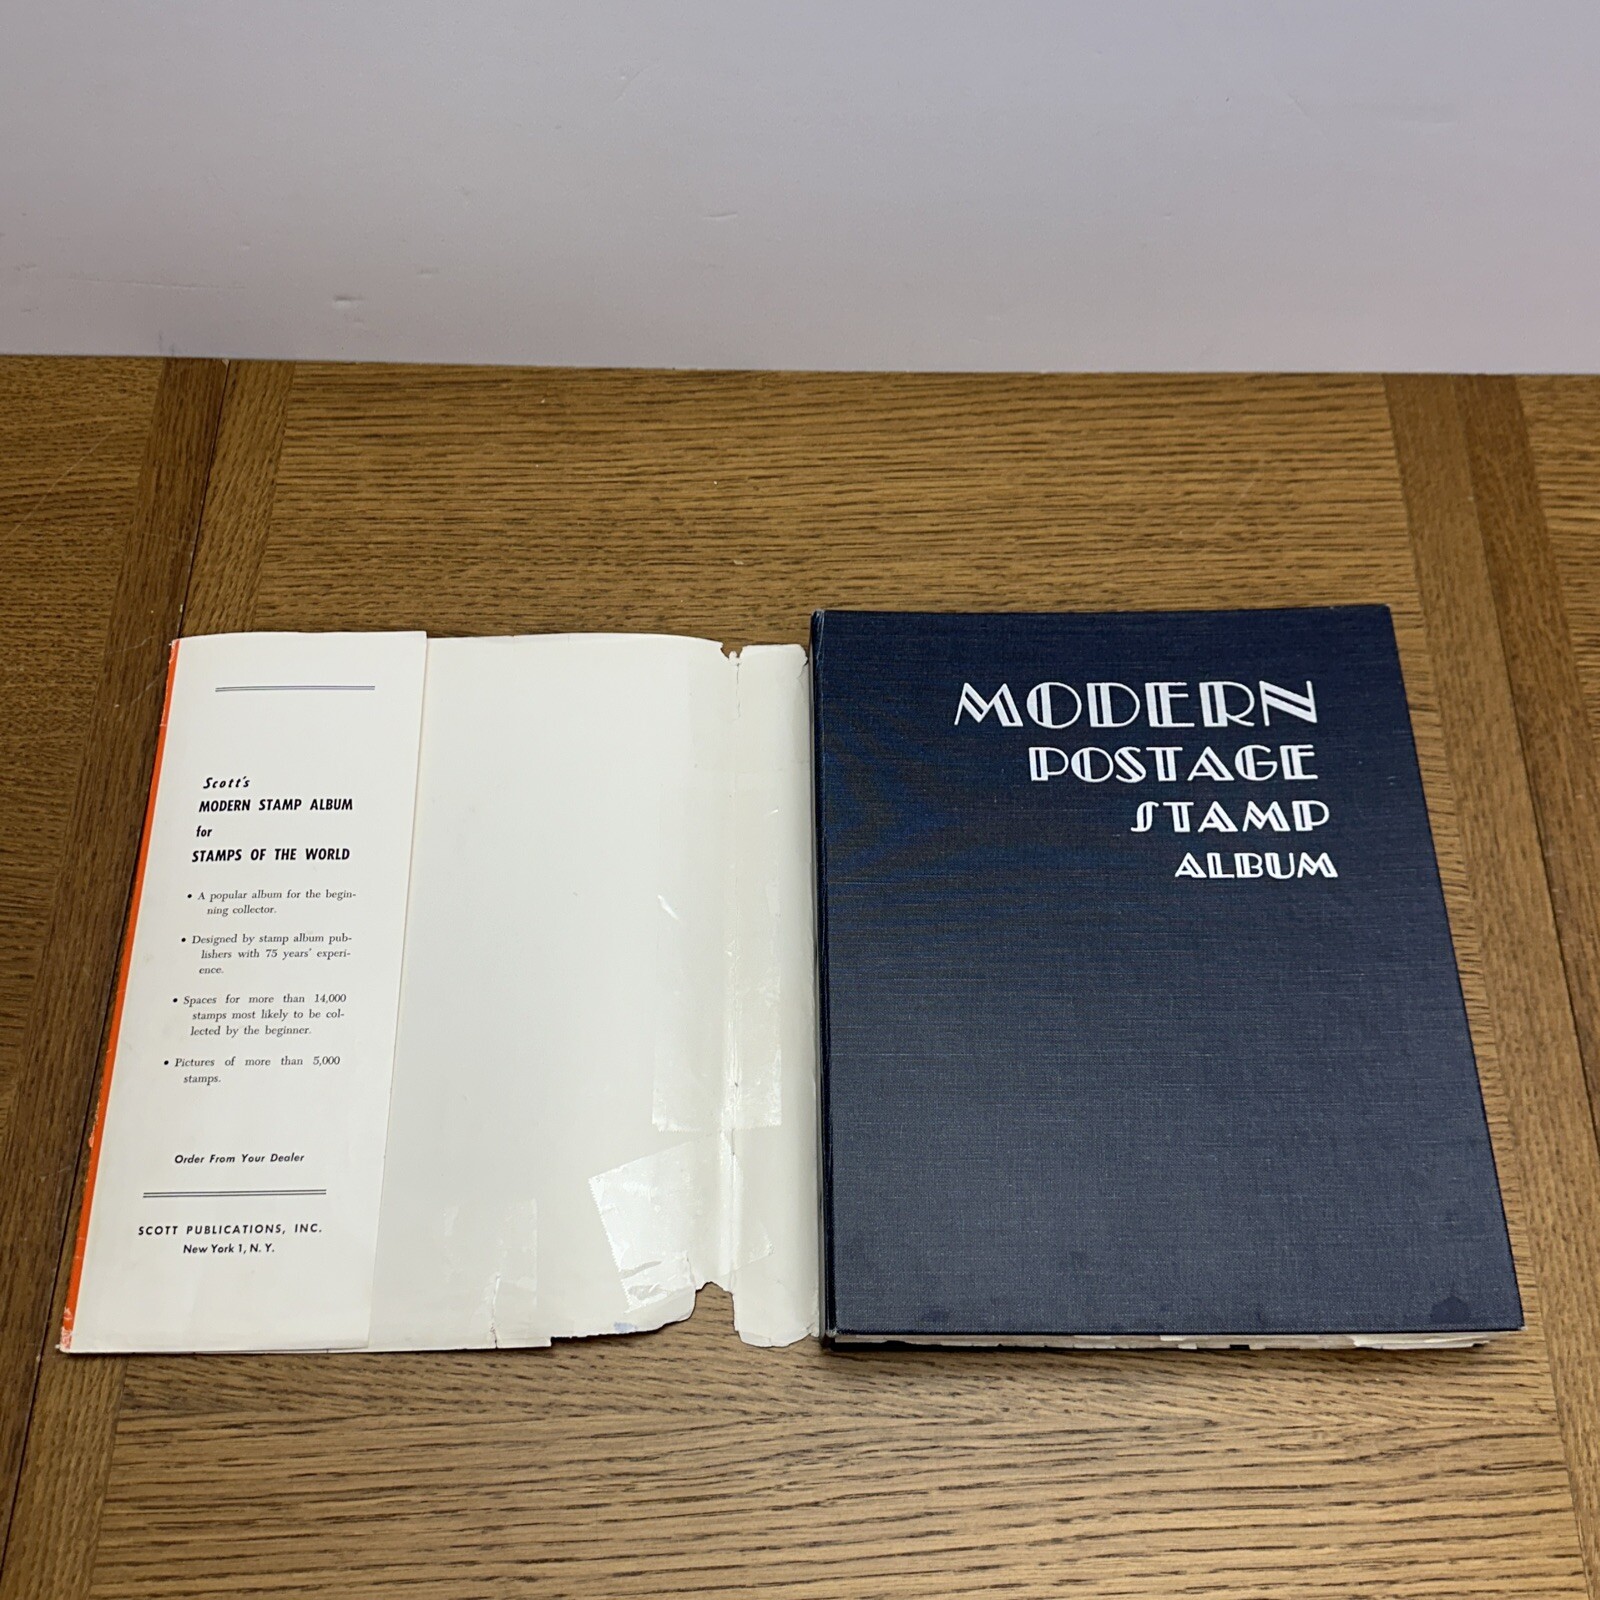 Scott's
MODERN STAMP ALBUM
for
STAMPS OF THE WORLD
• A popular album for the begin-
ning collector.
• Designed by stamp album pub-
lishers with 75 years' experi-
ence.
• Spaces for more than 14,000
stamps most likely to be col-
lected by the beginner.
• Pictures of more than 5,000
stamps.
Order From Your Dealer
SCOTT PUBLICATIONS, INC.
New York 1, N. Y.
MODERN
POSTAGE
STAMP
ALBUM